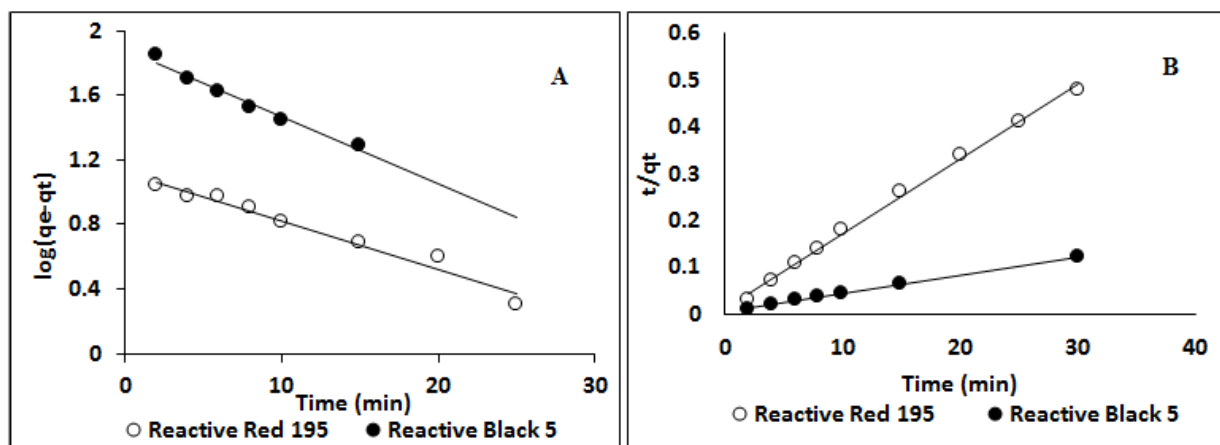 2
1.6
1.2
0.8
0.4
0
log(qe-qt)
A
0 10 20 30
Time (min)
Reactive Red 195 Reactive Black 5
0.6
0.5
0.4
0.3
0.2
0.1
0
t/qt
B
0 10 20 30 40
Time (min)
Reactive Red 195 Reactive Black 5